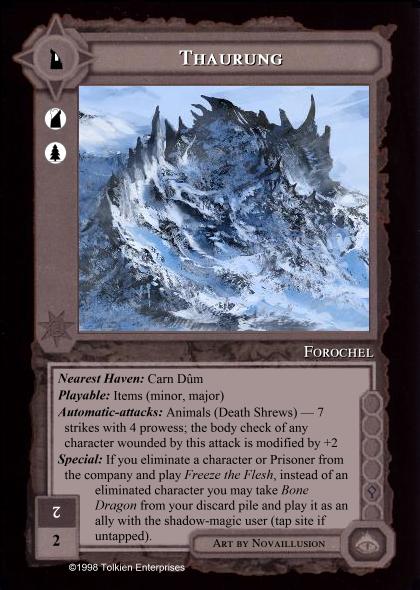 THAURUNG
FOROCHEL
Nearest Haven: Carn Dûm
Playable: Items (minor, major)
Automatic-attacks: Animals (Death Shrews) — 7
strikes with 4 prowess; the body check of any
character wounded by this attack is modified by +2
Special: If you eliminate a character or Prisoner from
the company and play Freeze the Flesh, instead of an
eliminated character you may take Bone
Dragon from your discard pile and play it as an
ally with the shadow-magic user (tap site if
untapped).
2
2
ART BY NOVAILLUSION
©1998 Tolkien Enterprises